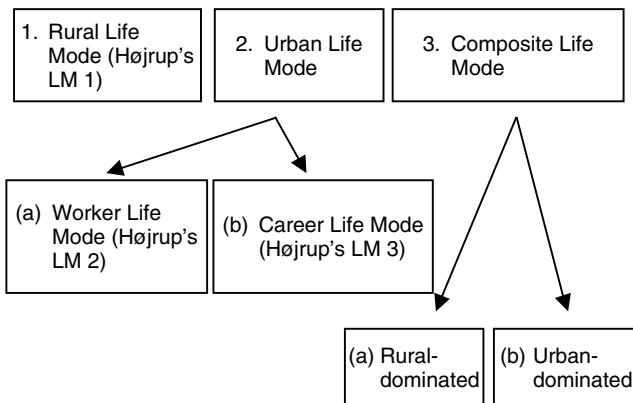 1. Rural Life
Mode (Højrup's
LM 1)
2. Urban Life
Mode
3. Composite Life
Mode
(a) Worker Life
Mode (Højrup's
LM 2)
(b) Career Life Mode
(Højrup's LM 3)
(a) Rural-
dominated
(b) Urban-
dominated